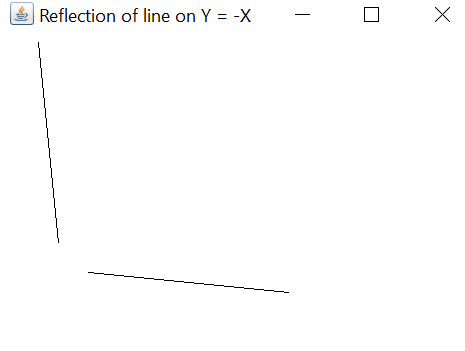 Reflection of line on Y = -X